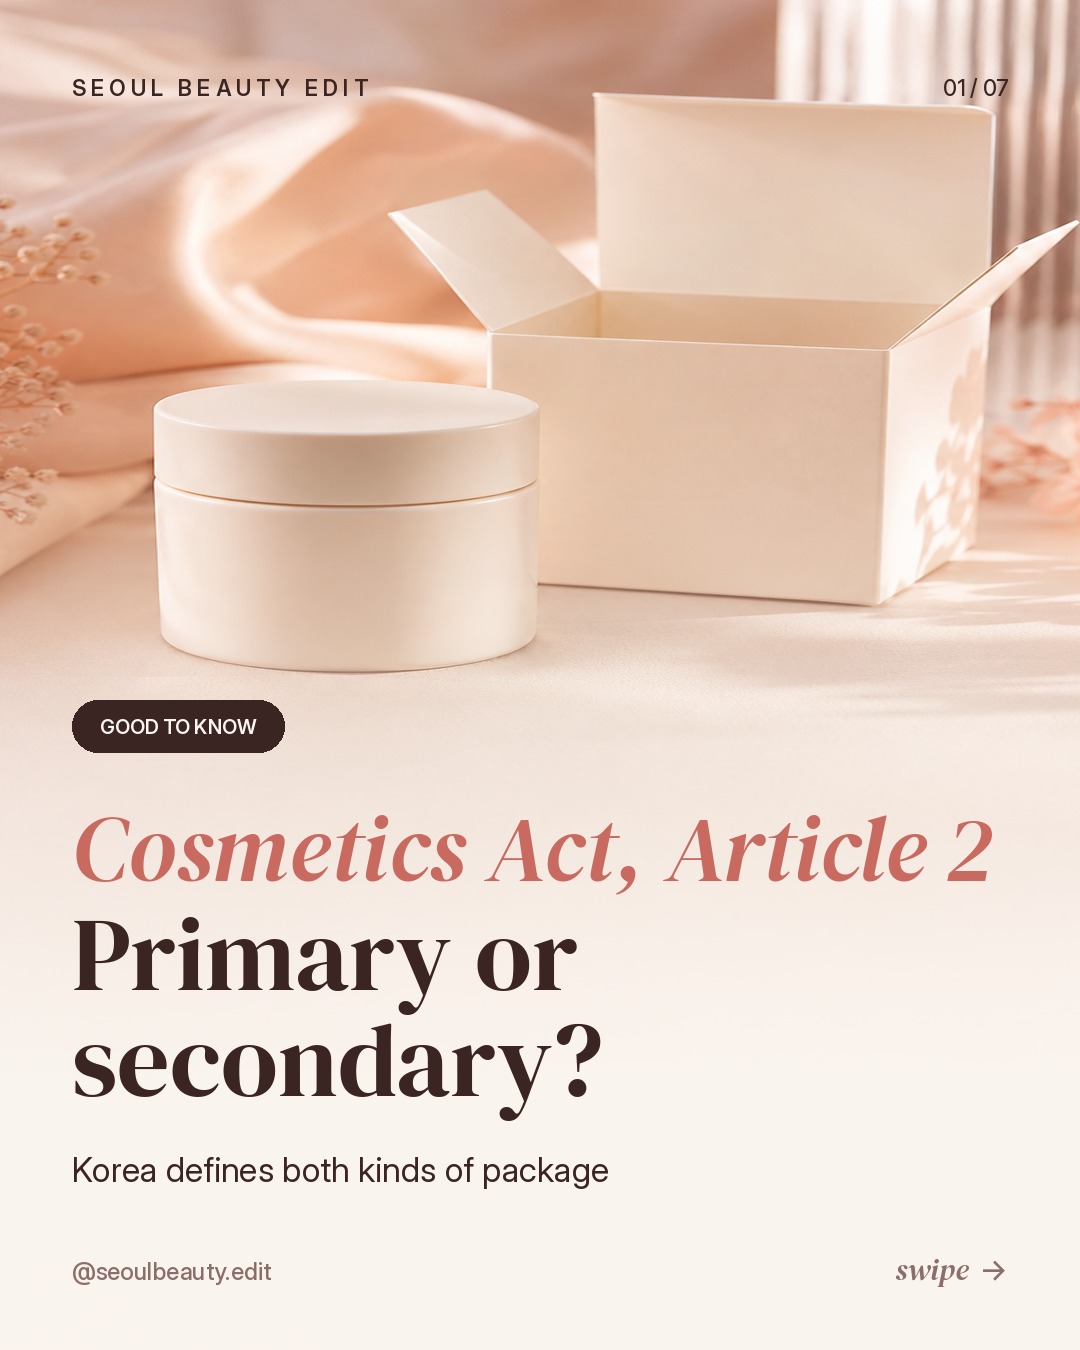 SEOUL BEAUTY EDIT
01 / 07
GOOD TO KNOW
Cosmetics Act, Article 2
Primary or
secondary?
Korea defines both kinds of package
@seoulbeauty.edit
swipe →